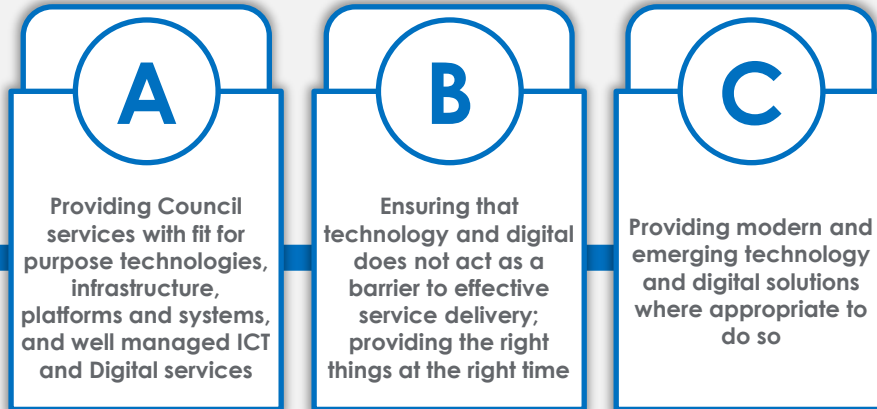 A
Providing Council
services with fit for
purpose technologies,
infrastructure,
platforms and systems,
and well managed ICT
and Digital services
B
Ensuring that
technology and digital
does not act as a
barrier to effective
service delivery;
providing the right
things at the right time
C
Providing modern and
emerging technology
and digital solutions
where appropriate to
do so